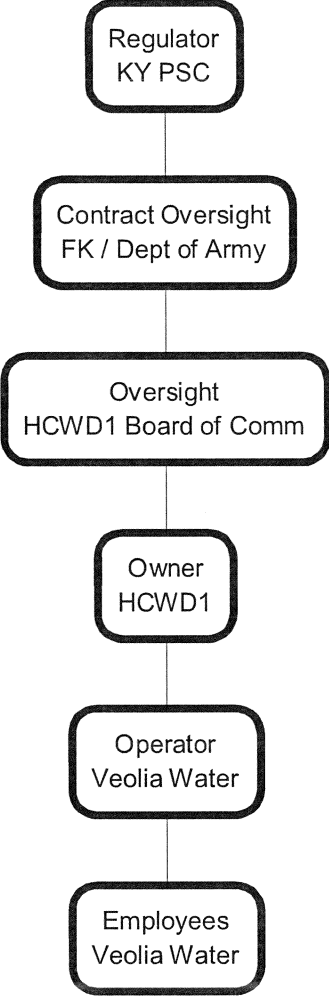 Regulator
KY PSC
Contract Oversight
FK / Dept of Army
Oversight
HCWD1 Board of Comm
Owner
HCWD1
Operator
Veolia Water
Employees
Veolia Water